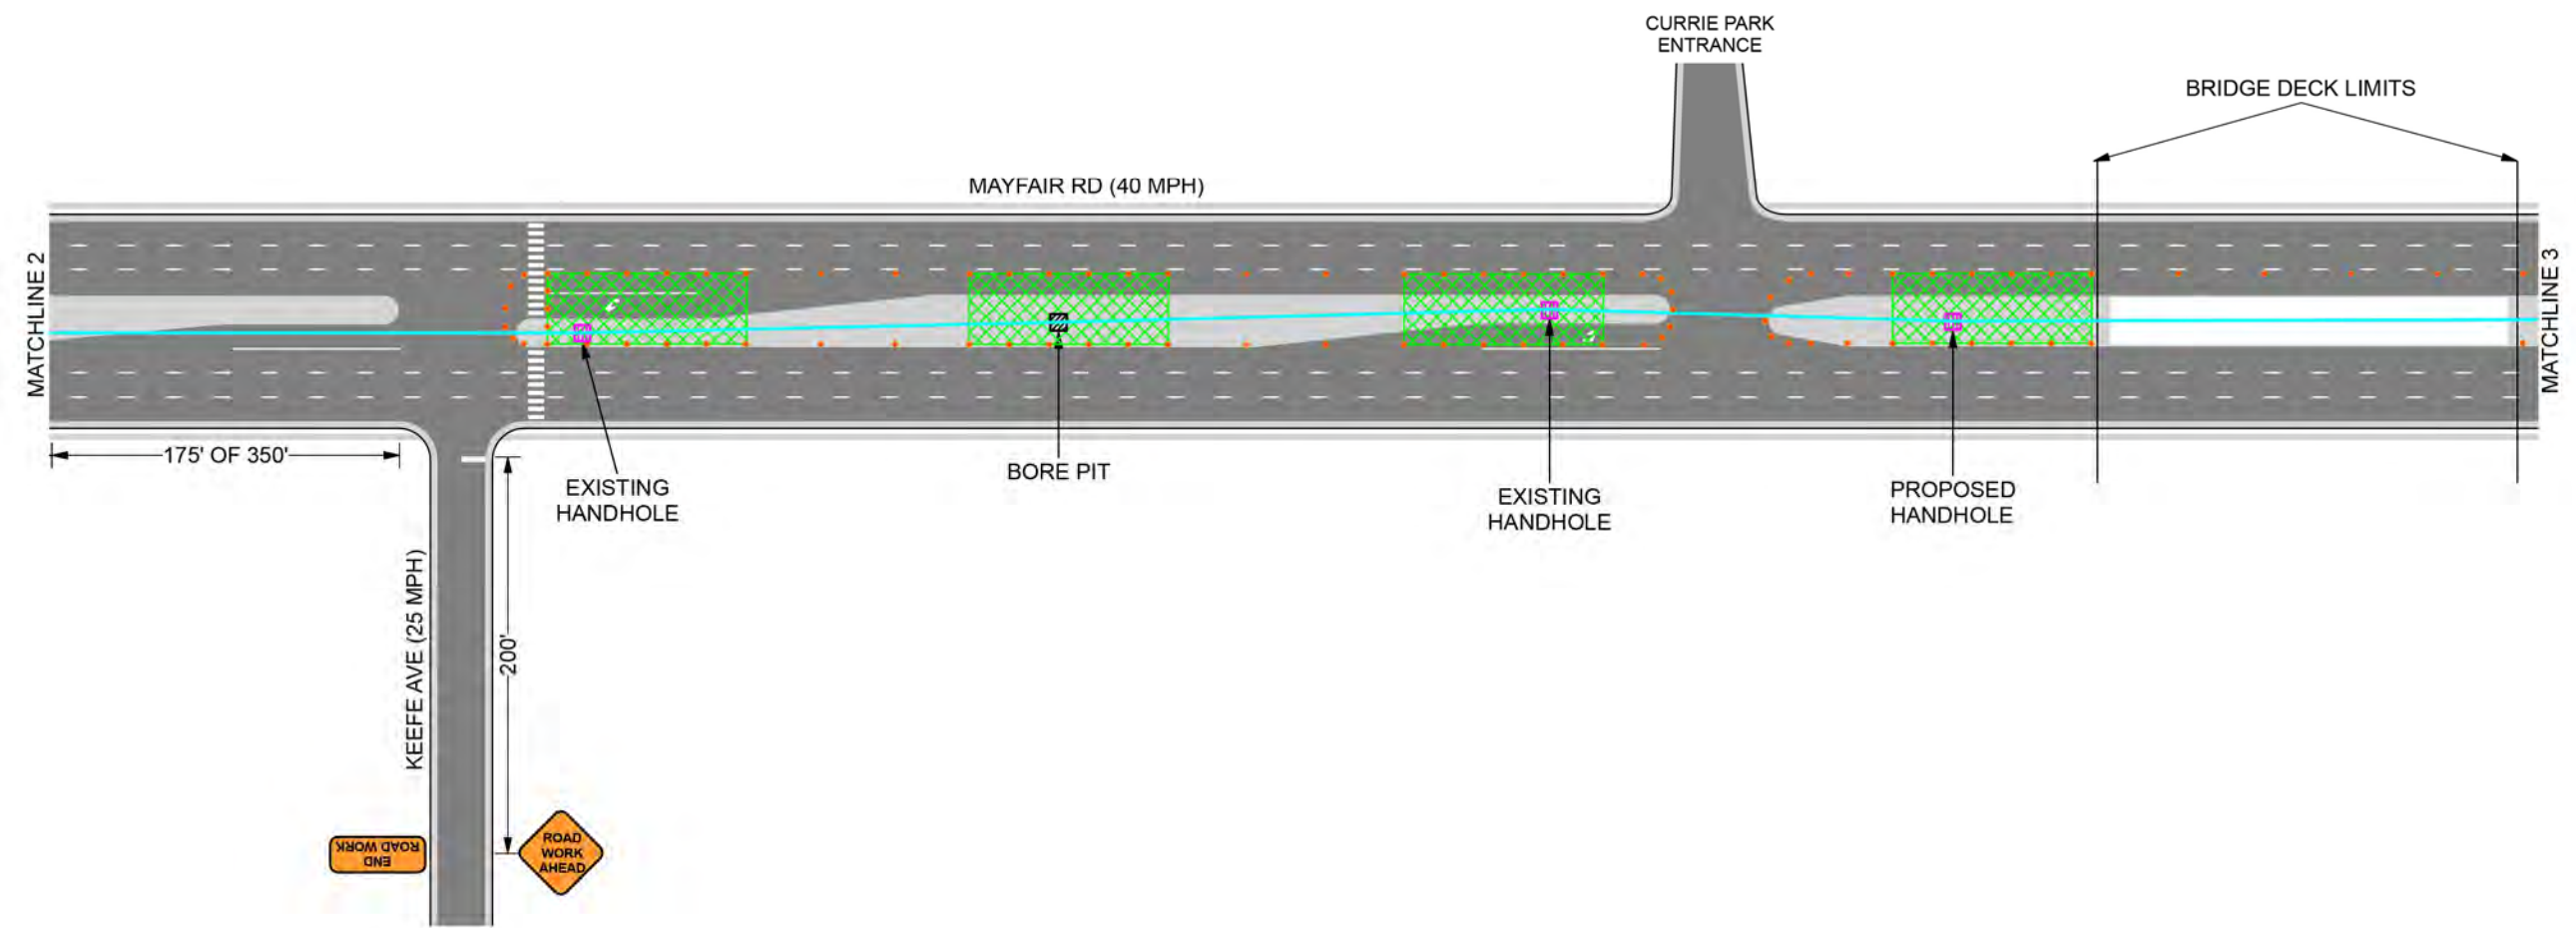 CURRIE PARK
ENTRANCE
BRIDGE DECK LIMITS
MAYFAIR RD (40 MPH)
MATCHLINE 2
MATCHLINE 3
175' OF 350'
BORE PIT
EXISTING
HANDHOLE
EXISTING
HANDHOLE
PROPOSED
HANDHOLE
KEEFE AVE (25 MPH)
200'
END
ROAD WORK
ROAD
WORK
AHEAD